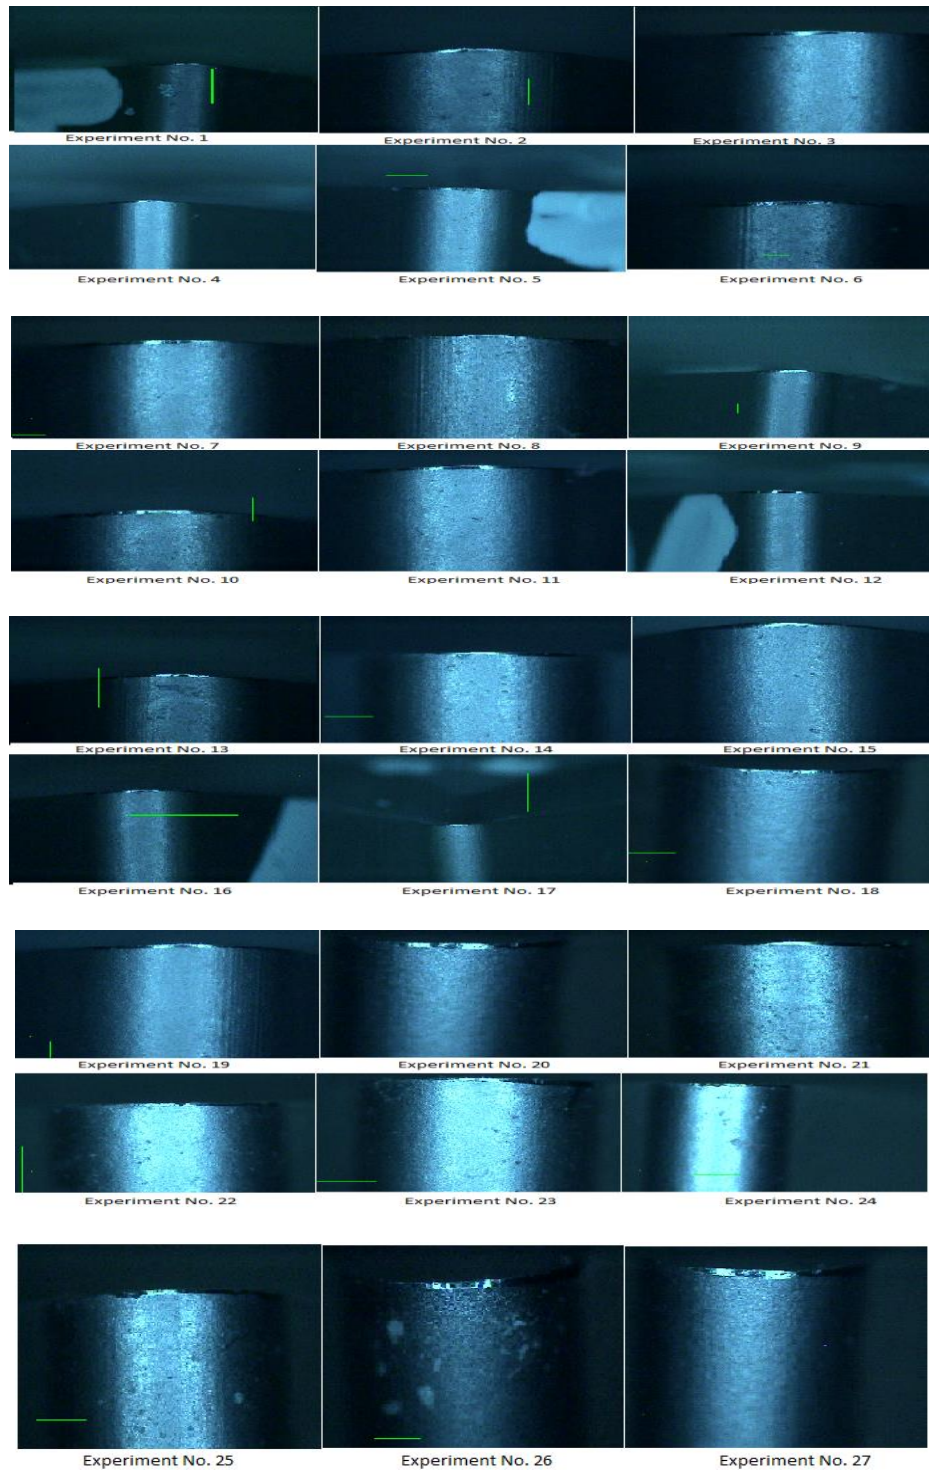 Experiment No. 1
Experiment No. 2
Experiment No. 3
Experiment No. 4
Experiment No. 5
Experiment No. 6
Experiment No. 7
Experiment No. 8
Experiment No. 9
Experiment No. 10
Experiment No. 11
Experiment No. 12
Experiment No. 13
Experiment No. 14
Experiment No. 15
Experiment No. 16
Experiment No. 17
Experiment No. 18
Experiment No. 19
Experiment No. 20
Experiment No. 21
Experiment No. 22
Experiment No. 23
Experiment No. 24
Experiment No. 25
Experiment No. 26
Experiment No. 27